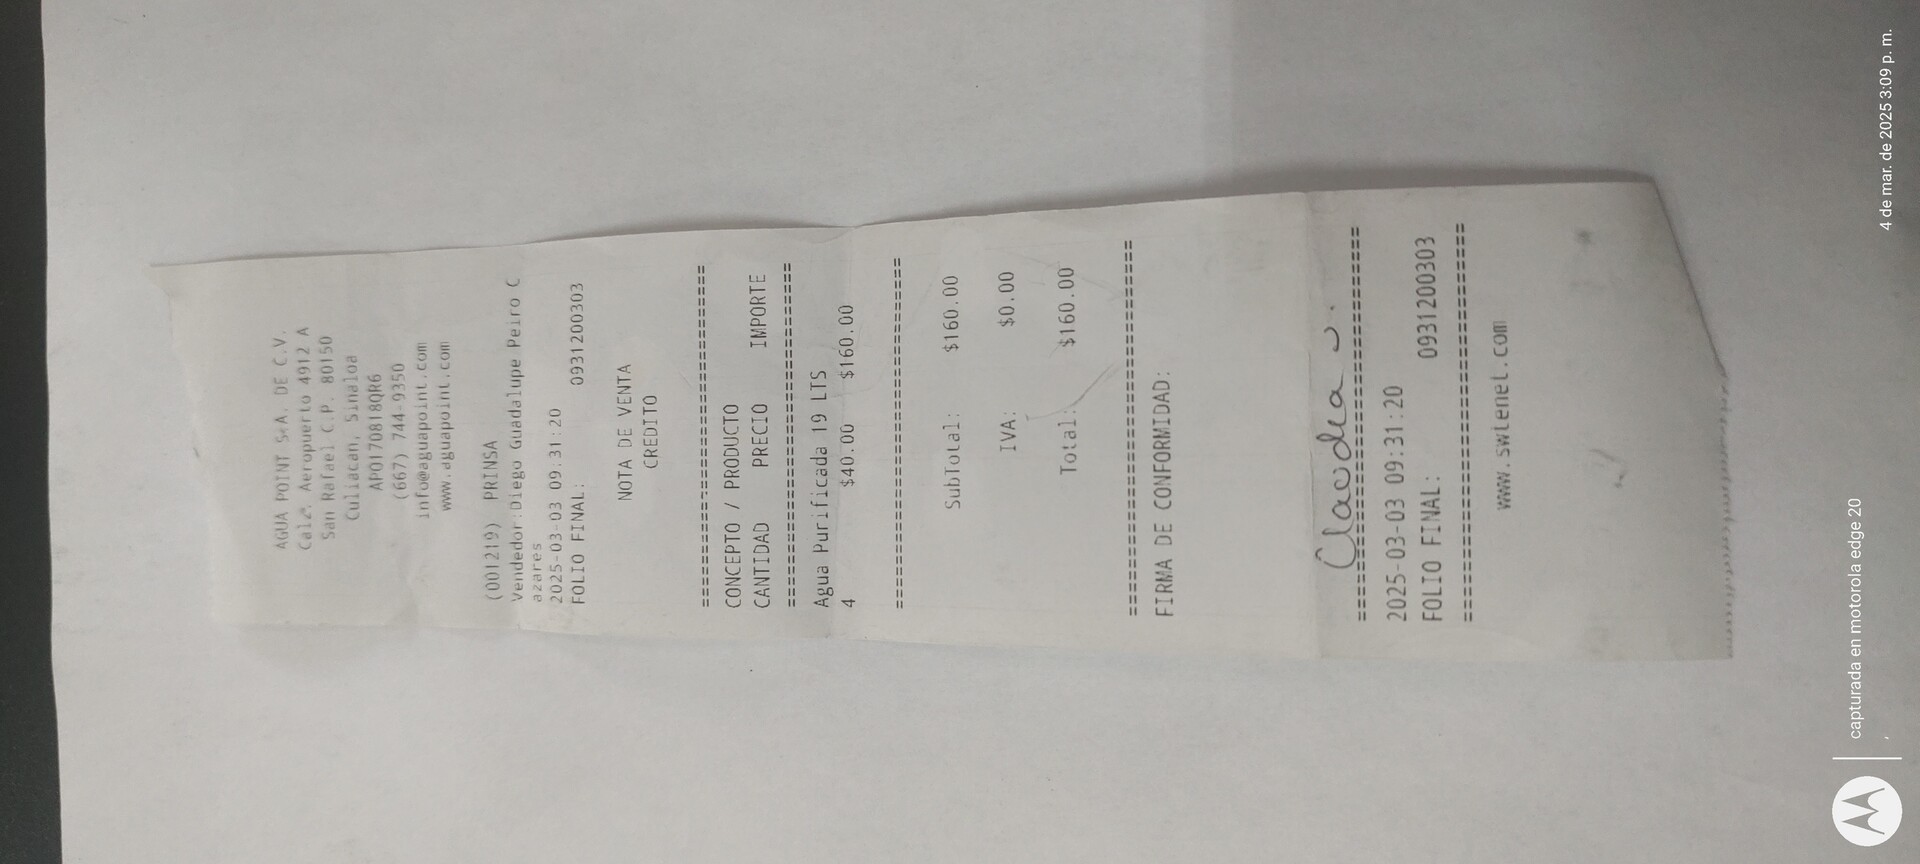 AGUA POINT S.A. DE C.V.
Calz. Aeropuerto 4912 A
San Rafael C.P. 80150
Culiacan, Sinaloa
APO170818QR6
(667) 744-9350
info@aguapoint.com
www.aguapoint.com
(001219) PRINSA
Vendedor:Diego Guadalupe Peiro C
azares
2025-03-03 09:31:20
FOLIO FINAL: 0931200303
NOTA DE VENTA
CREDITO
================================
CONCEPTO / PRODUCTO
CANTIDAD PRECIO IMPORTE
================================
Agua Purificada 19 LTS
4 $40.00 $160.00
================================
SubTotal: $160.00
IVA: $0.00
Total: $160.00
================================
FIRMA DE CONFORMIDAD:
Claudia v.
================================
2025-03-03 09:31:20
FOLIO FINAL: 0931200303
================================
www.swtenet.com
capturada en motorola edge 20
,
4 de mar. de 2025 3:09 p. m.